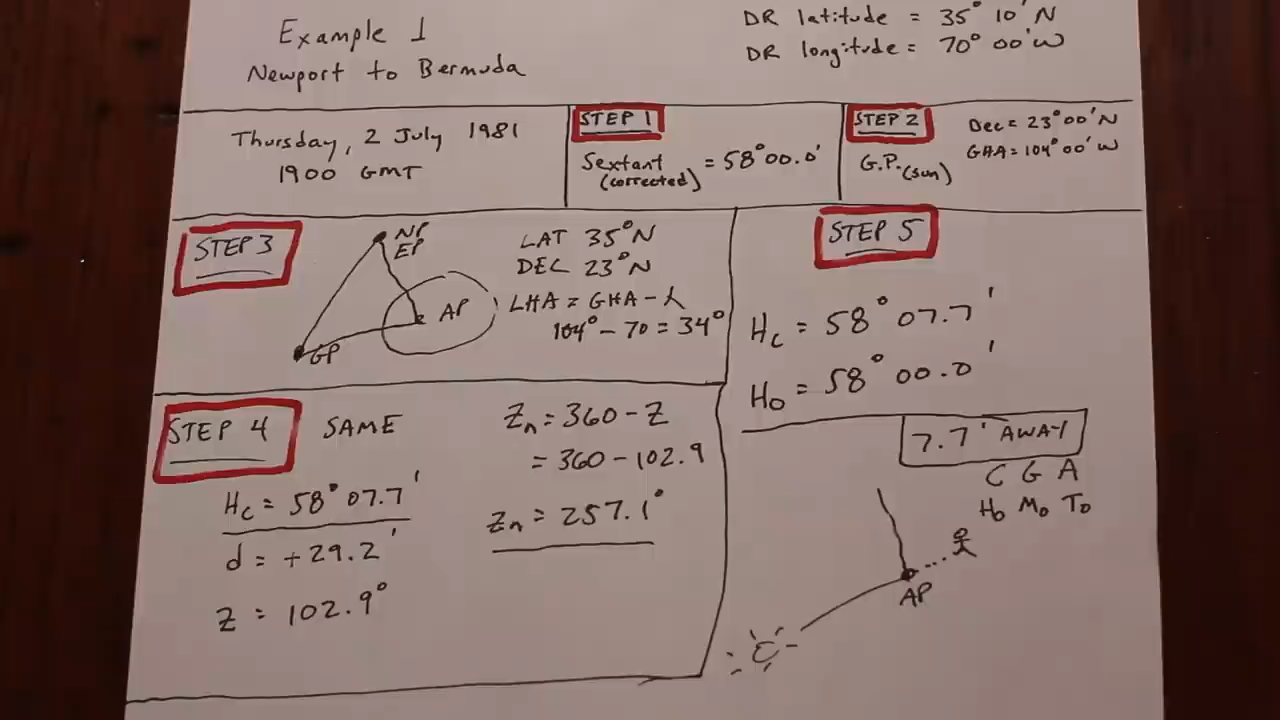 Example 1
Newport to Bermuda
DR latitude = 35° 10' N
DR longitude = 70° 00' W
Thursday, 2 July 1981
1900 GMT
STEP 1
Sextant = 58° 00.0'
(corrected)
STEP 2
Dec = 23° 00' N
GHA = 104° 00' W
G.P. (sun)
STEP 3
NP
EP
AP
GP
LAT 35° N
DEC 23° N
LHA = GHA - λ
104° - 70 = 34°
STEP 4
SAME
Hc = 58° 07.7'
d = +29.2'
Z = 102.9°
Zn = 360 - Z
= 360 - 102.9
Zn = 257.1°
STEP 5
Hc = 58° 07.7'
Ho = 58° 00.0'
7.7' AWAY
C G A
Ho Mo To
AP